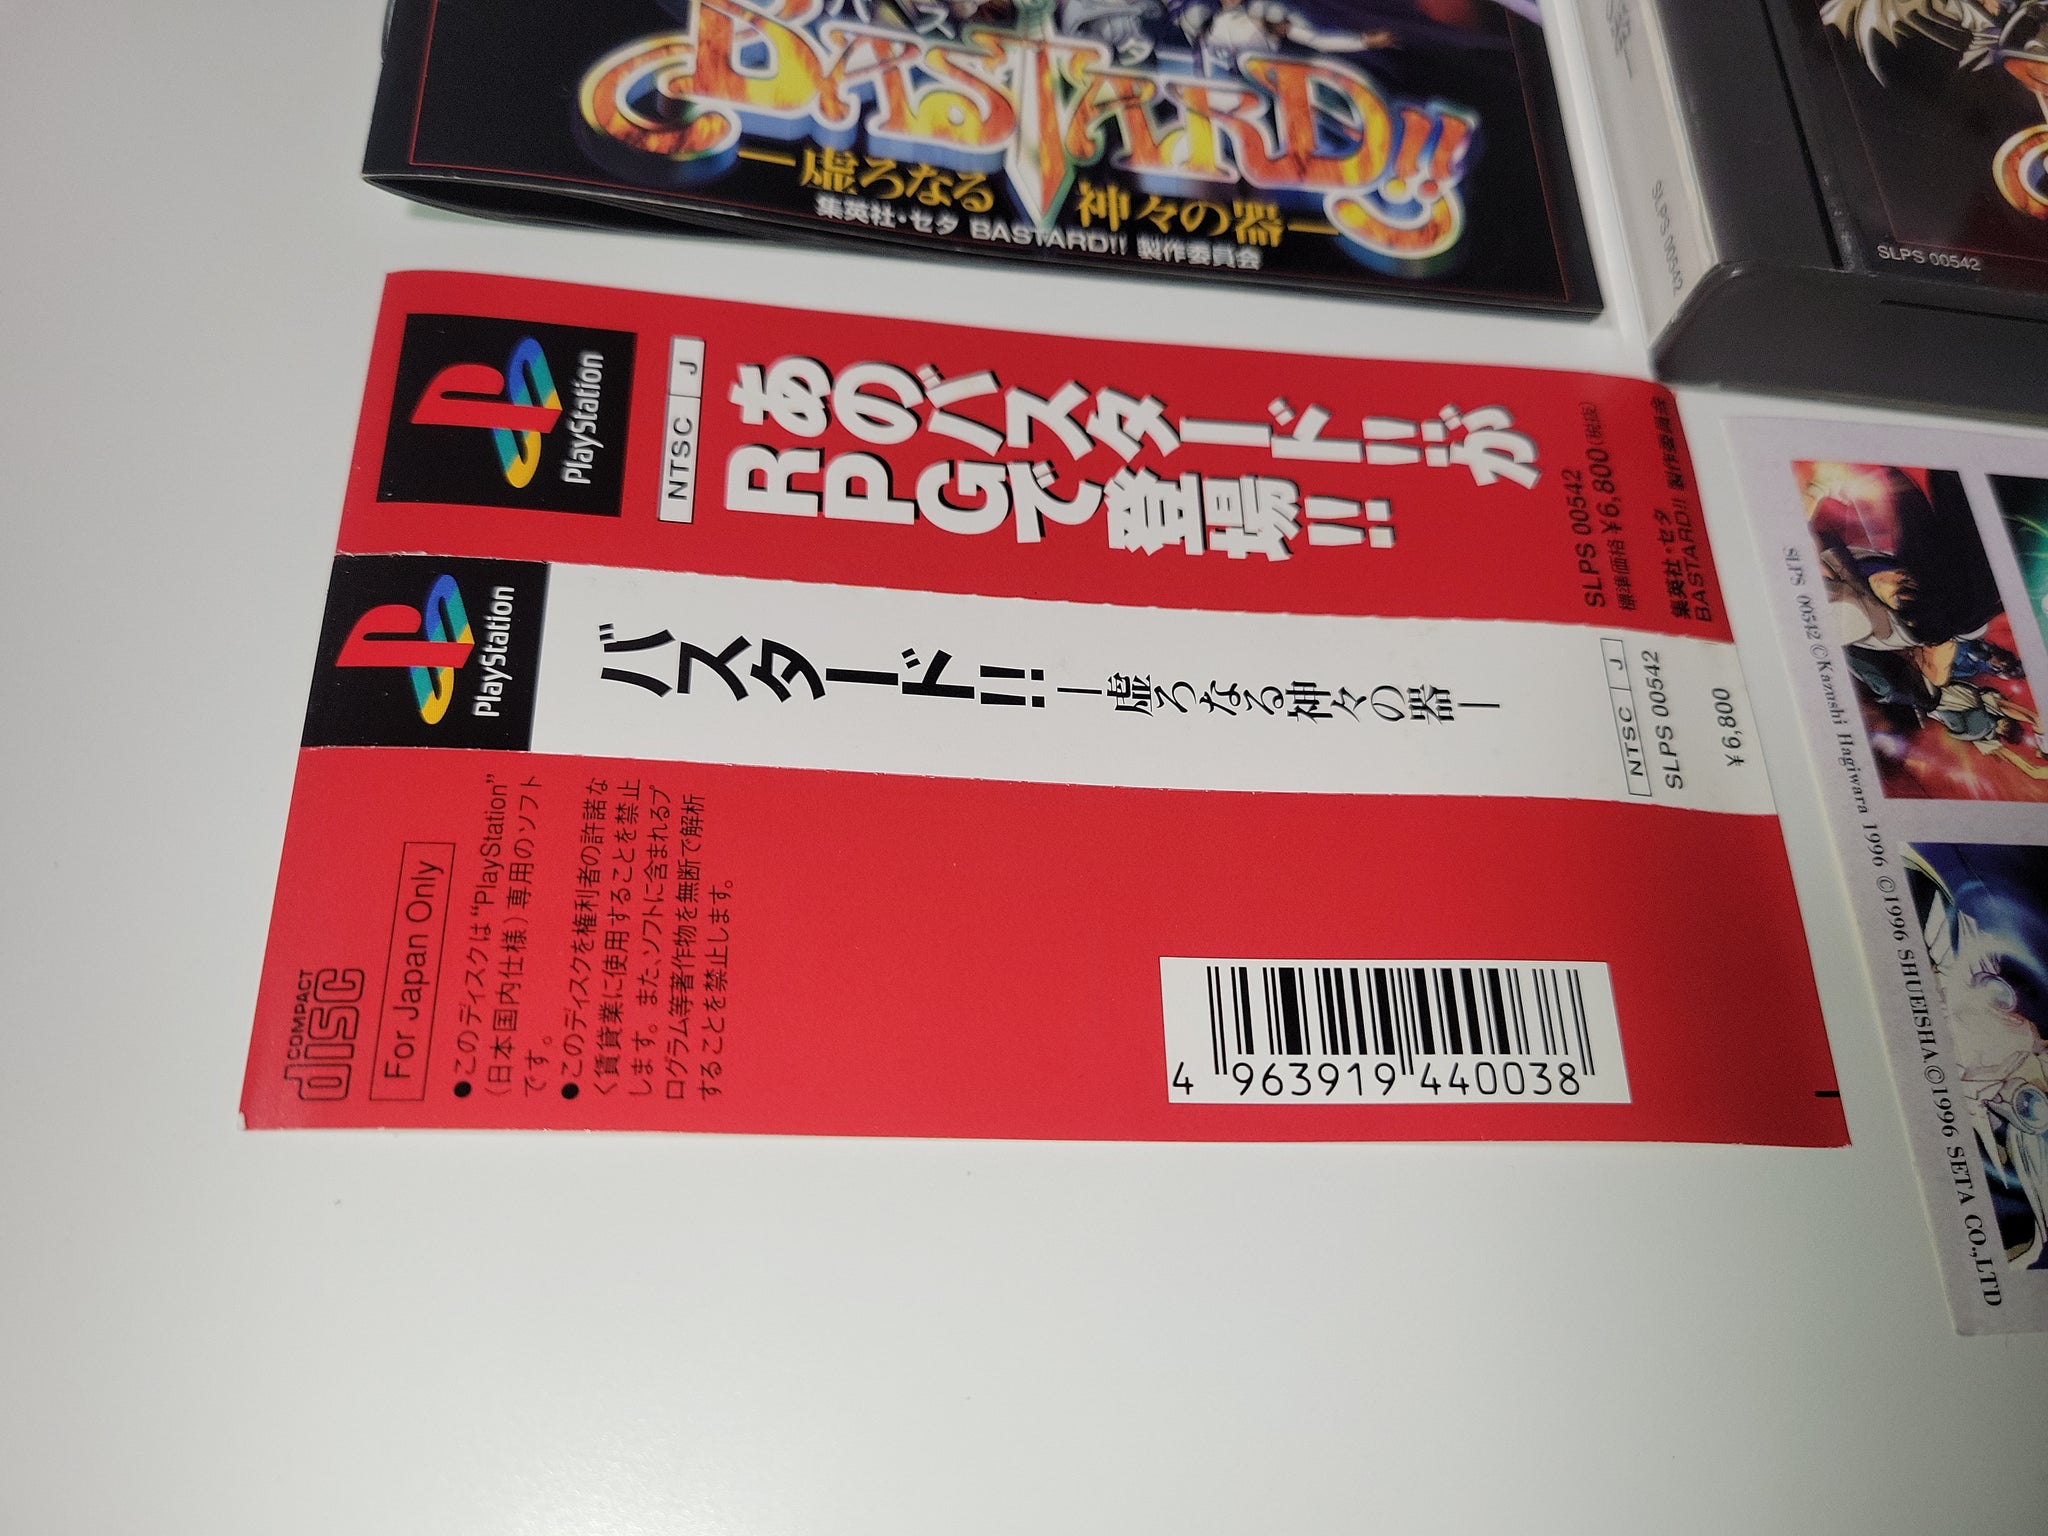 BASTARD!!
バスタード
―虚ろなる 神々の器―
集英社・セタ BASTARD!! 製作委員会
SLPS 00542
SLPS 00542
PlayStation
NTSC J
あのバスタード!!が
RPGで登場!!
SLPS 00542
標準価格¥6,800(税抜)
集英社・セタ
BASTARD!! 製作委員会
PlayStation
バスタード!! ―虚ろなる神々の器―
NTSC J
SLPS 00542
¥6,800
COMPACT
disc
For Japan Only
●このディスクは“PlayStation”
(日本国内仕様)専用のソフト
です。
●このディスクを権利者の許諾な
く賃貸業に使用することを禁止
します。また、ソフトに含まれるプ
ログラム等著作物を無断で解析
することを禁止します。
4 963919 440038
SLPS 00542 ©Kazushi Hagiwara 1996 ©1996 SHUEISHA ©1996 SETA CO.,LTD